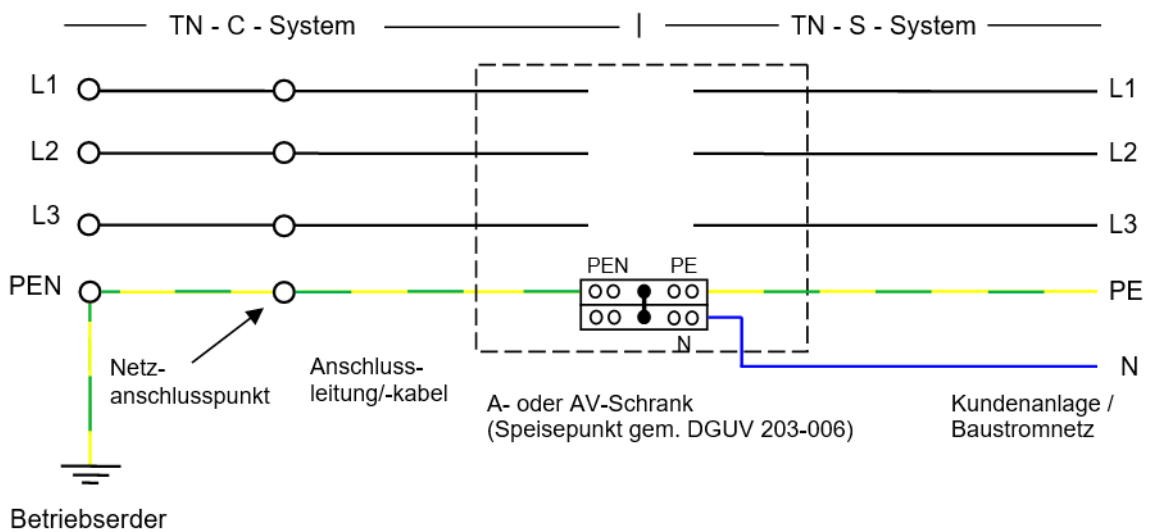 TN - C - System
TN - S - System
L1
L1
L2
L2
L3
L3
PEN
PE
PEN
PE
N
N
Netz-
anschlusspunkt
Anschluss-
leitung/-kabel
A- oder AV-Schrank
(Speisepunkt gem. DGUV 203-006)
Kundenanlage /
Baustromnetz
Betriebserder